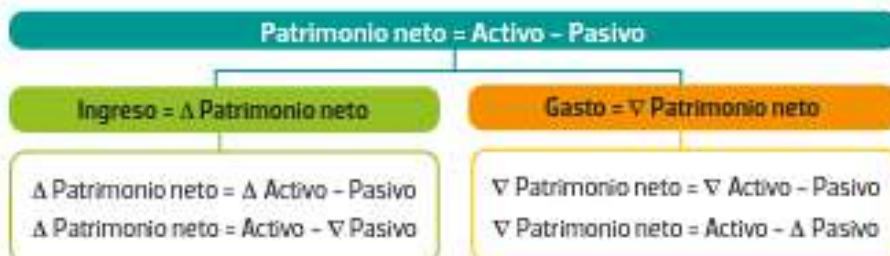 Patrimonio neto = Activo – Pasivo
Ingreso = Δ Patrimonio neto
Gasto = ∇ Patrimonio neto
Δ Patrimonio neto = Δ Activo – Pasivo
Δ Patrimonio neto = Activo – ∇ Pasivo
∇ Patrimonio neto = ∇ Activo – Pasivo
∇ Patrimonio neto = Activo – Δ Pasivo